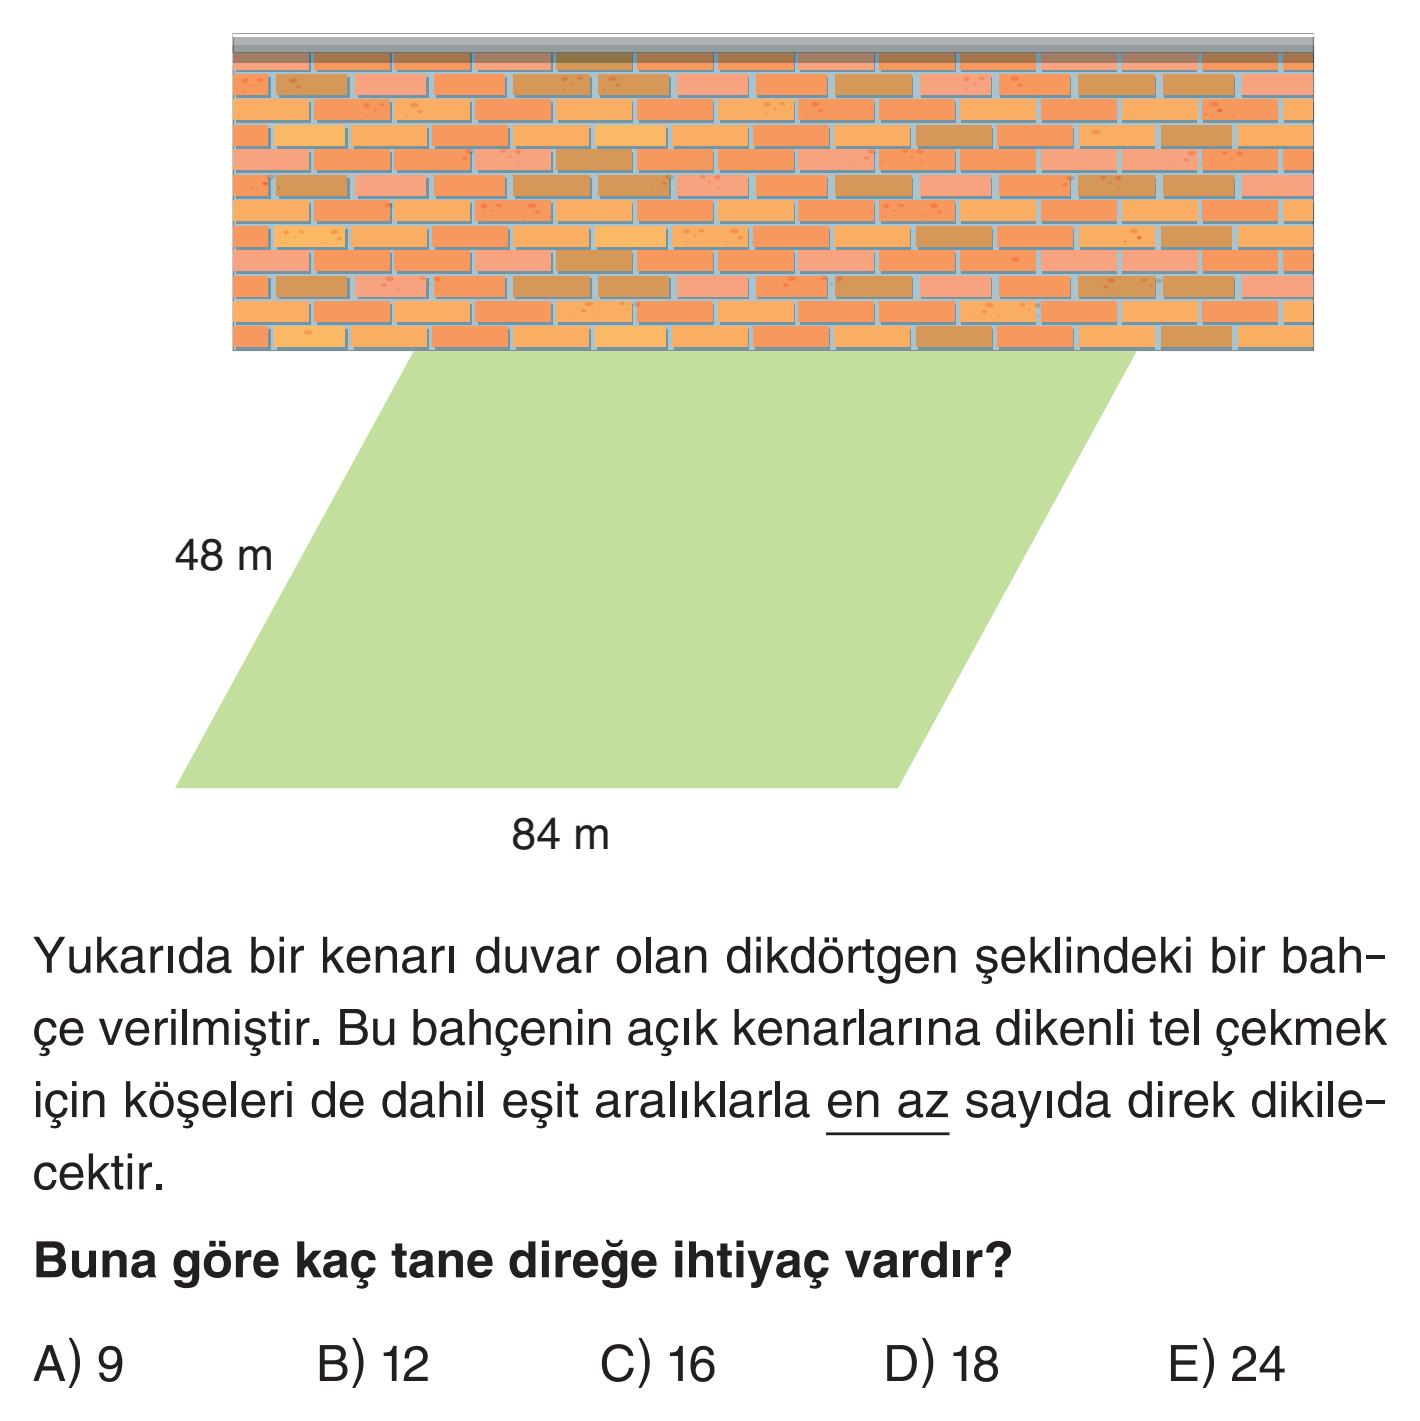 48 m
84 m
Yukarıda bir kenarı duvar olan dikdörtgen şeklindeki bir bah-
çe verilmiştir. Bu bahçenin açık kenarlarına dikenli tel çekmek
için köşeleri de dahil eşit aralıklarla en az sayıda direk dikile-
cektir.
Buna göre kaç tane direğe ihtiyaç vardır?
A) 9 B) 12 C) 16 D) 18 E) 24